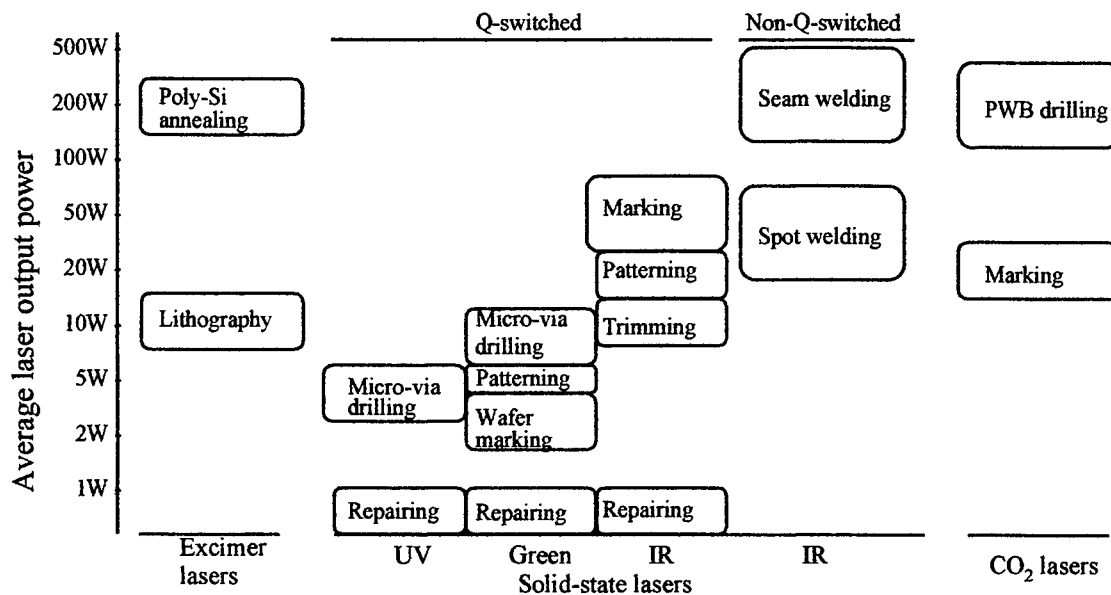 Q-switched
Non-Q-switched
Average laser output power
500W
200W
100W
50W
20W
10W
5W
2W
1W
Poly-Si
annealing
Lithography
Micro-via
drilling
Repairing
Micro-via
drilling
Patterning
Wafer
marking
Repairing
Marking
Patterning
Trimming
Repairing
Seam welding
Spot welding
PWB drilling
Marking
Excimer
lasers
UV
Green
IR
IR
Solid-state lasers
CO₂ lasers